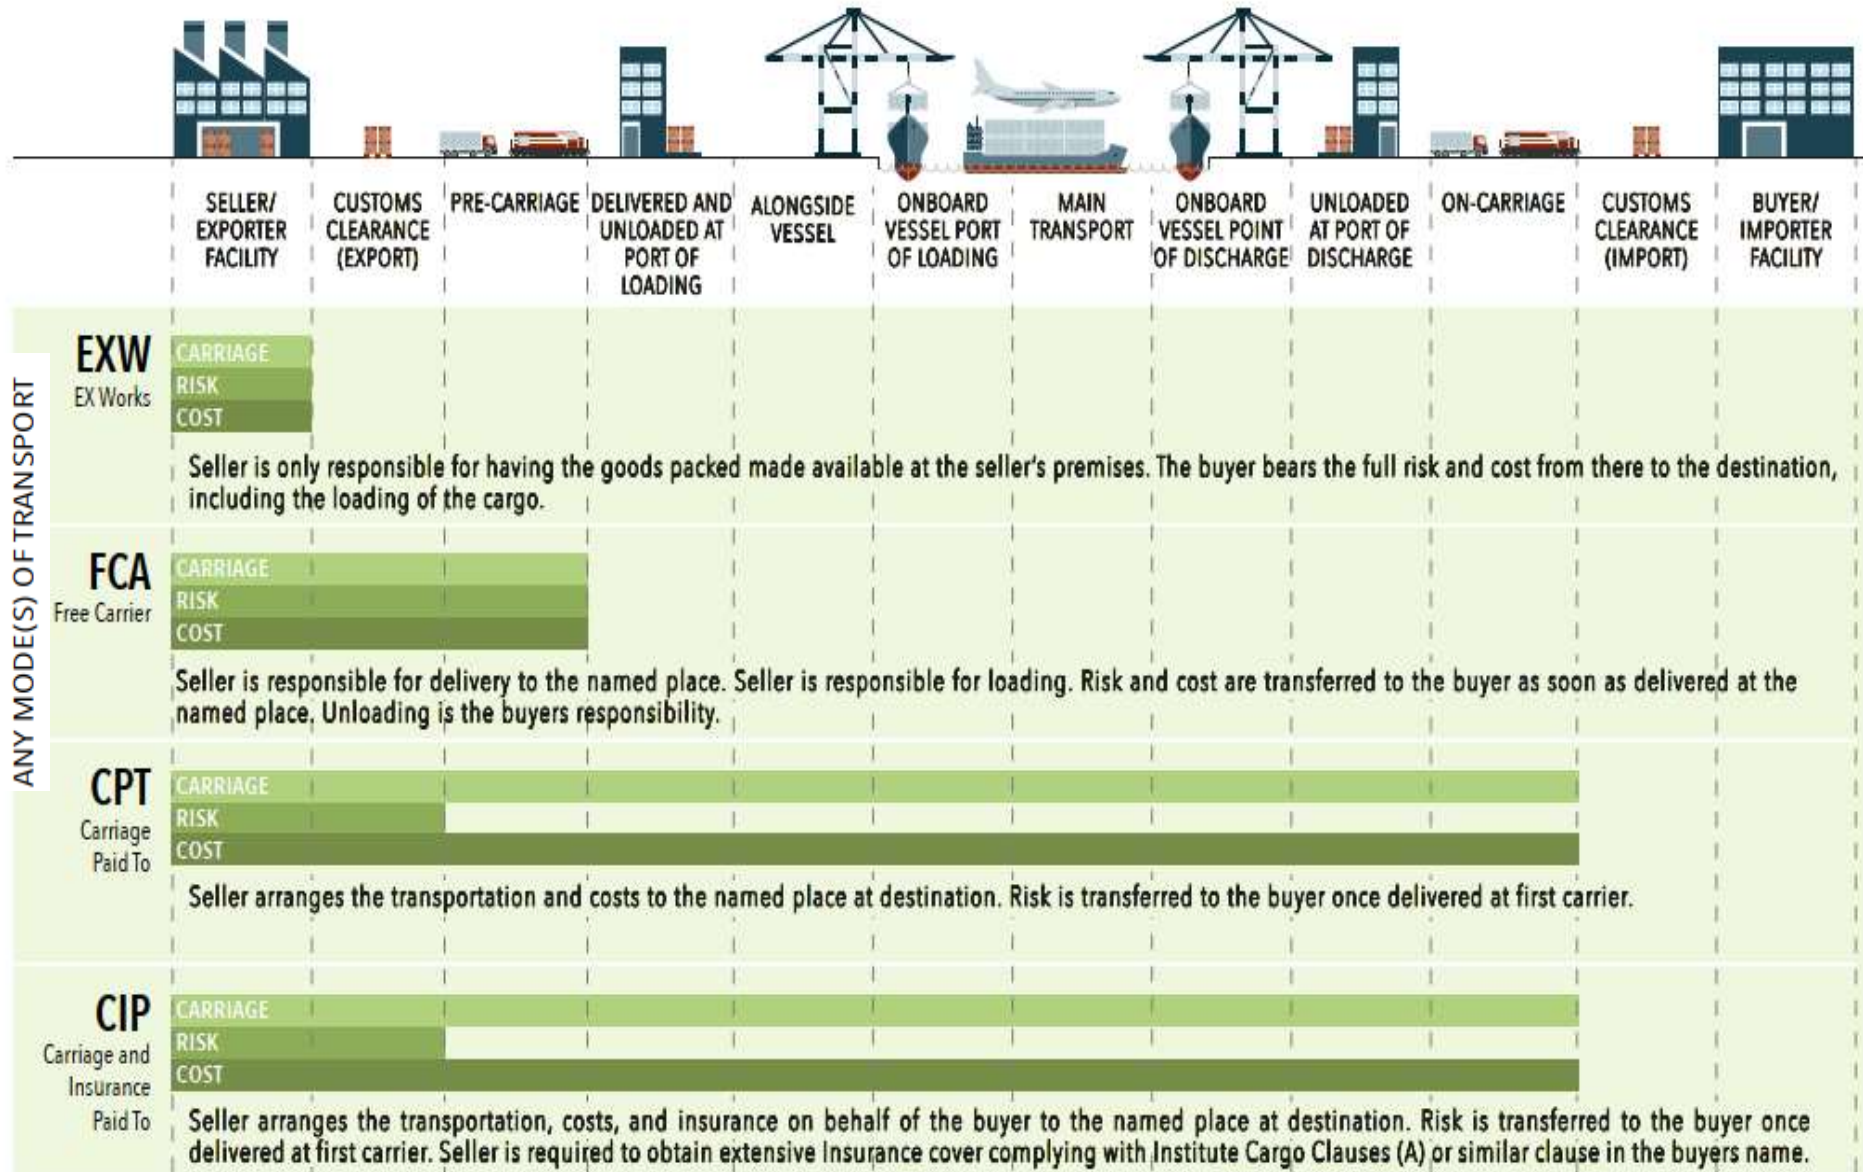 SELLER/
EXPORTER
FACILITY
CUSTOMS
CLEARANCE
(EXPORT)
PRE-CARRIAGE
DELIVERED AND
UNLOADED AT
PORT OF
LOADING
ALONGSIDE
VESSEL
ONBOARD
VESSEL PORT
OF LOADING
MAIN
TRANSPORT
ONBOARD
VESSEL POINT
OF DISCHARGE
UNLOADED
AT PORT OF
DISCHARGE
ON-CARRIAGE
CUSTOMS
CLEARANCE
(IMPORT)
BUYER/
IMPORTER
FACILITY
ANY MODE(S) OF TRANSPORT
EXW
EX Works
CARRIAGE
RISK
COST
Seller is only responsible for having the goods packed made available at the seller's premises. The buyer bears the full risk and cost from there to the destination,
including the loading of the cargo.
FCA
Free Carrier
CARRIAGE
RISK
COST
Seller is responsible for delivery to the named place. Seller is responsible for loading. Risk and cost are transferred to the buyer as soon as delivered at the
named place. Unloading is the buyers responsibility.
CPT
Carriage
Paid To
CARRIAGE
RISK
COST
Seller arranges the transportation and costs to the named place at destination. Risk is transferred to the buyer once delivered at first carrier.
CIP
Carriage and
Insurance
Paid To
CARRIAGE
RISK
COST
Seller arranges the transportation, costs, and insurance on behalf of the buyer to the named place at destination. Risk is transferred to the buyer once
delivered at first carrier. Seller is required to obtain extensive Insurance cover complying with Institute Cargo Clauses (A) or similar clause in the buyers name.